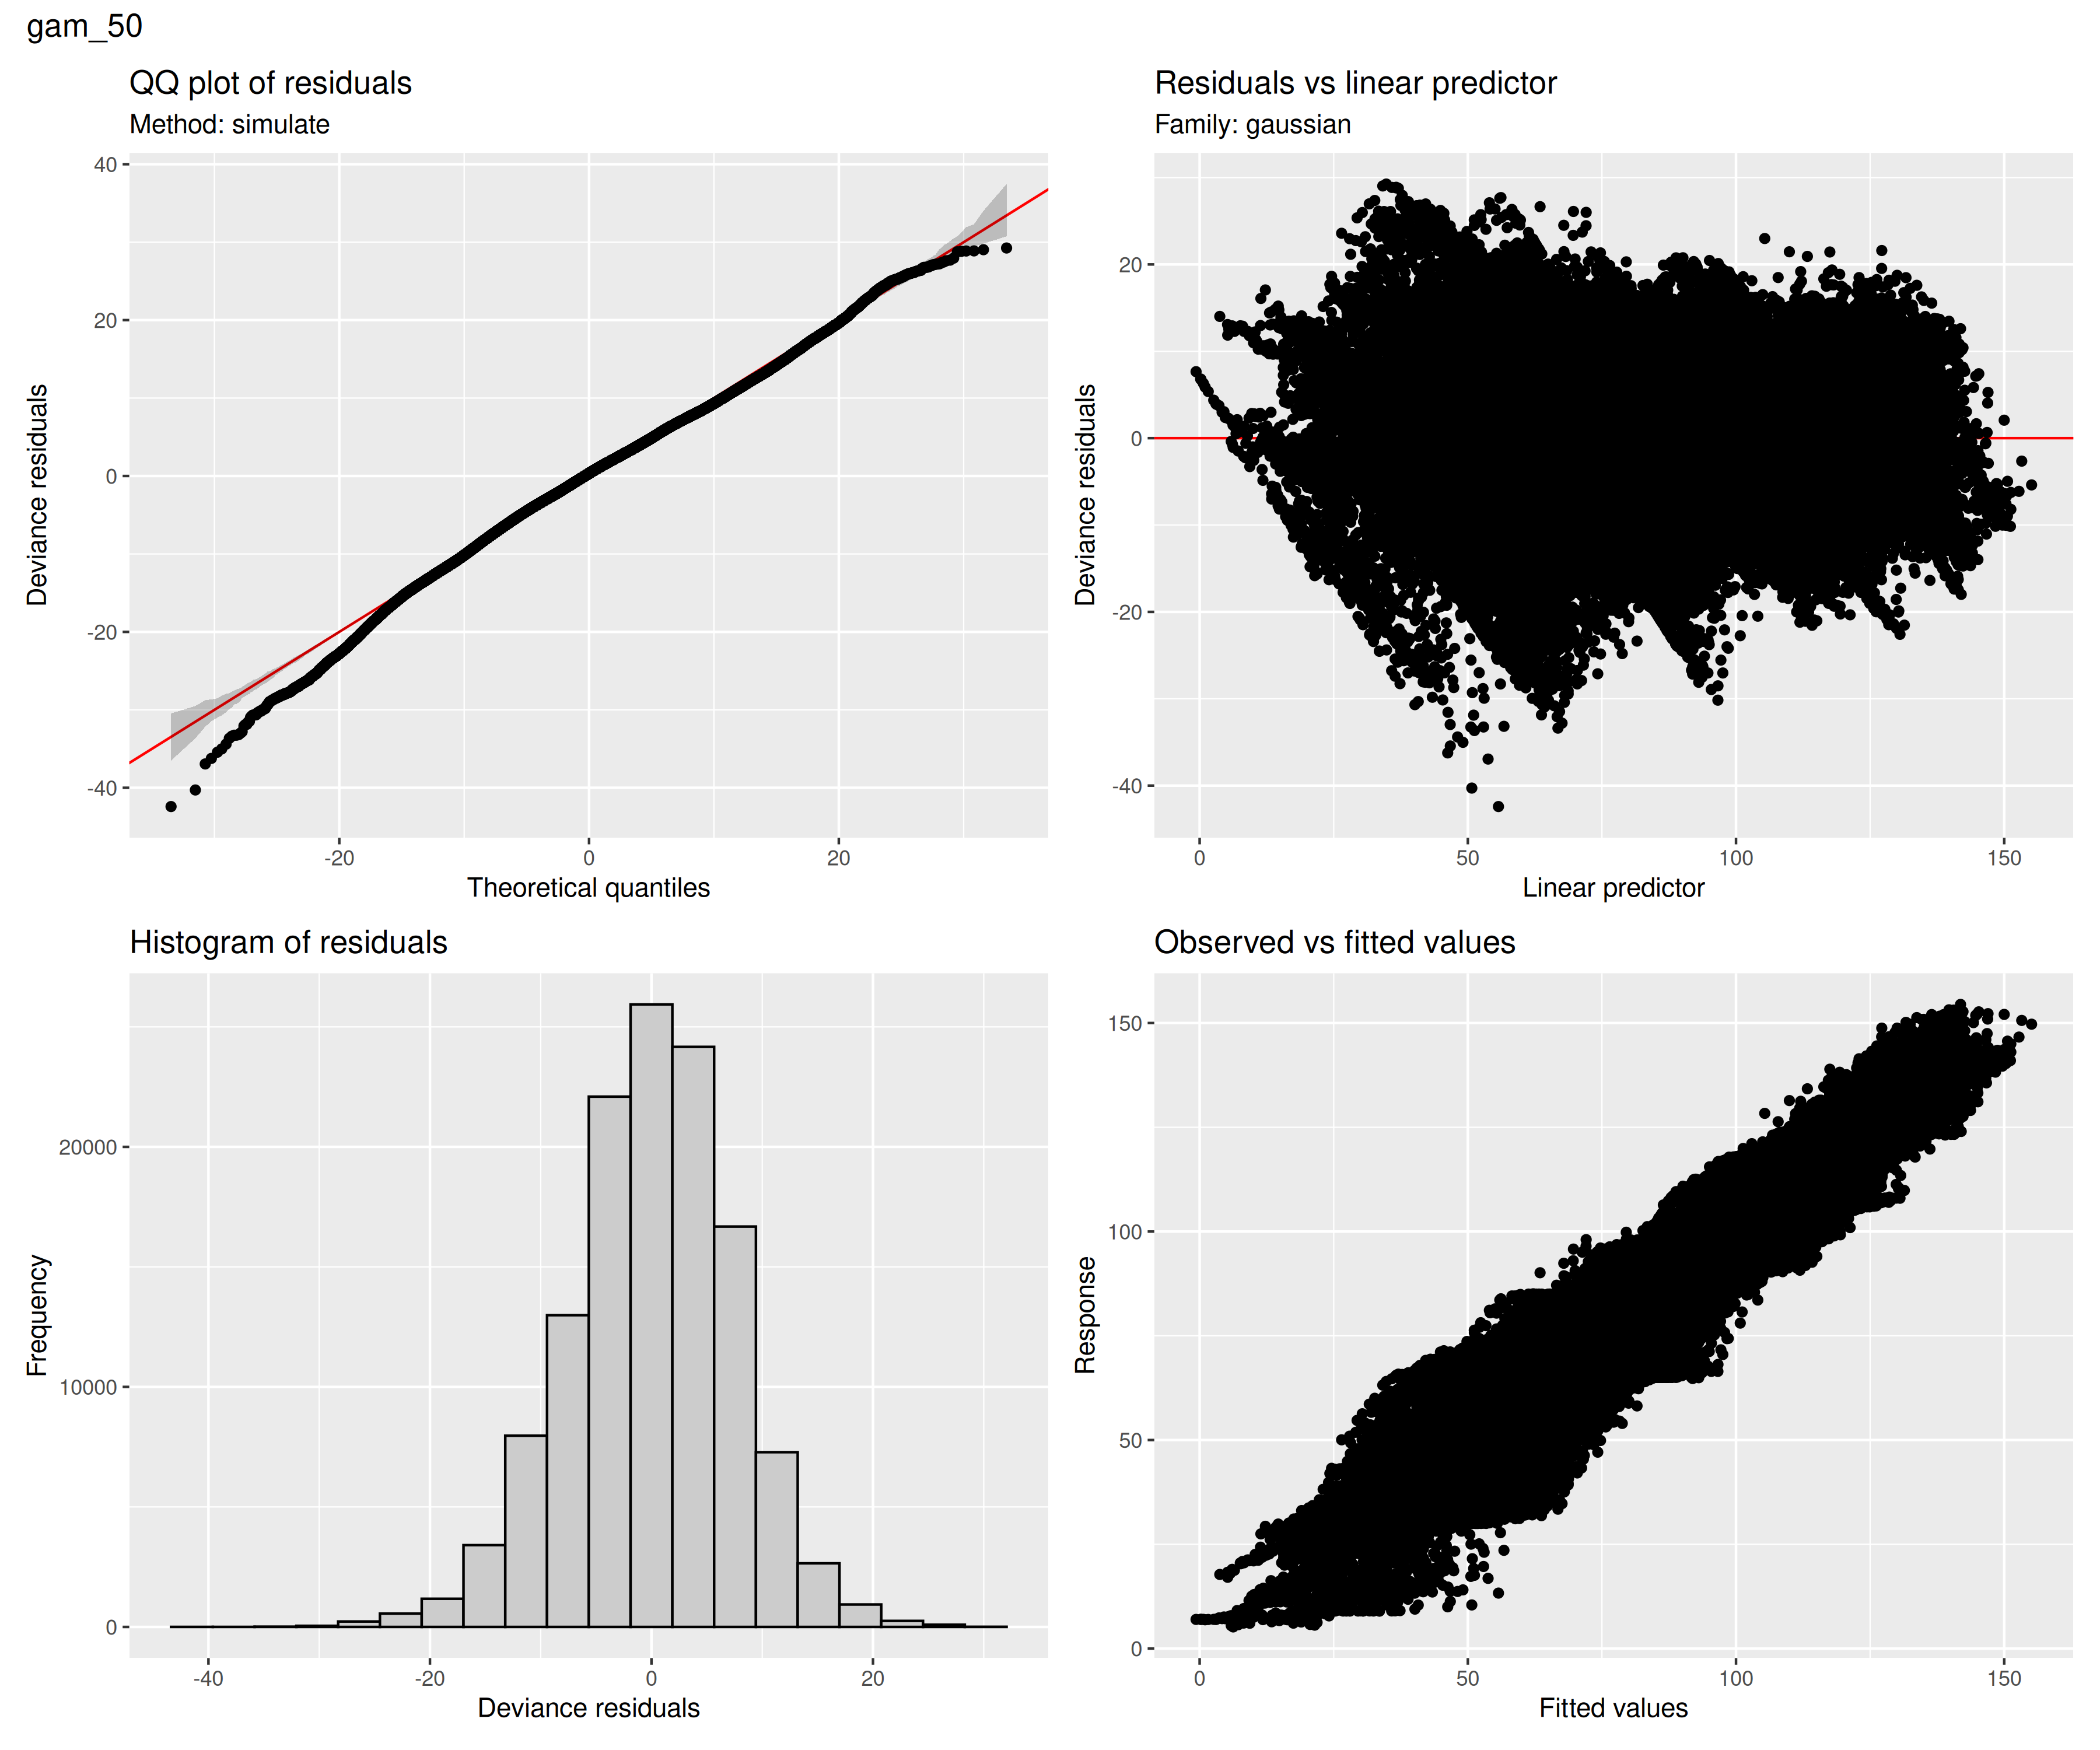 gam_50
QQ plot of residuals
Method: simulate
40
20
0
-20
-40
Deviance residuals
-20
0
20
Theoretical quantiles
Residuals vs linear predictor
Family: gaussian
20
0
-20
-40
Deviance residuals
0
50
100
150
Linear predictor
Histogram of residuals
20000
10000
0
Frequency
-40
-20
0
20
Deviance residuals
Observed vs fitted values
150
100
50
0
Response
0
50
100
150
Fitted values